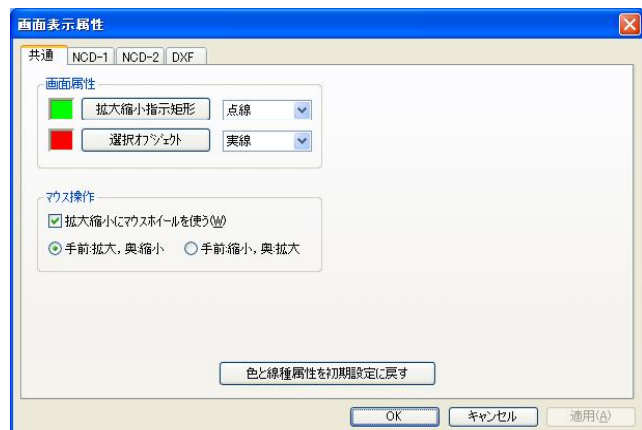 画面表示属性
共通 NCD-1 NCD-2 DXF
画面属性
拡大縮小指示矩形 点線
選択オブジェクト 実線
マウス操作
拡大縮小にマウスホイールを使う(W)
手前:拡大, 奥:縮小 手前:縮小, 奥:拡大
色と線種属性を初期設定に戻す
OK キャンセル 適用(A)